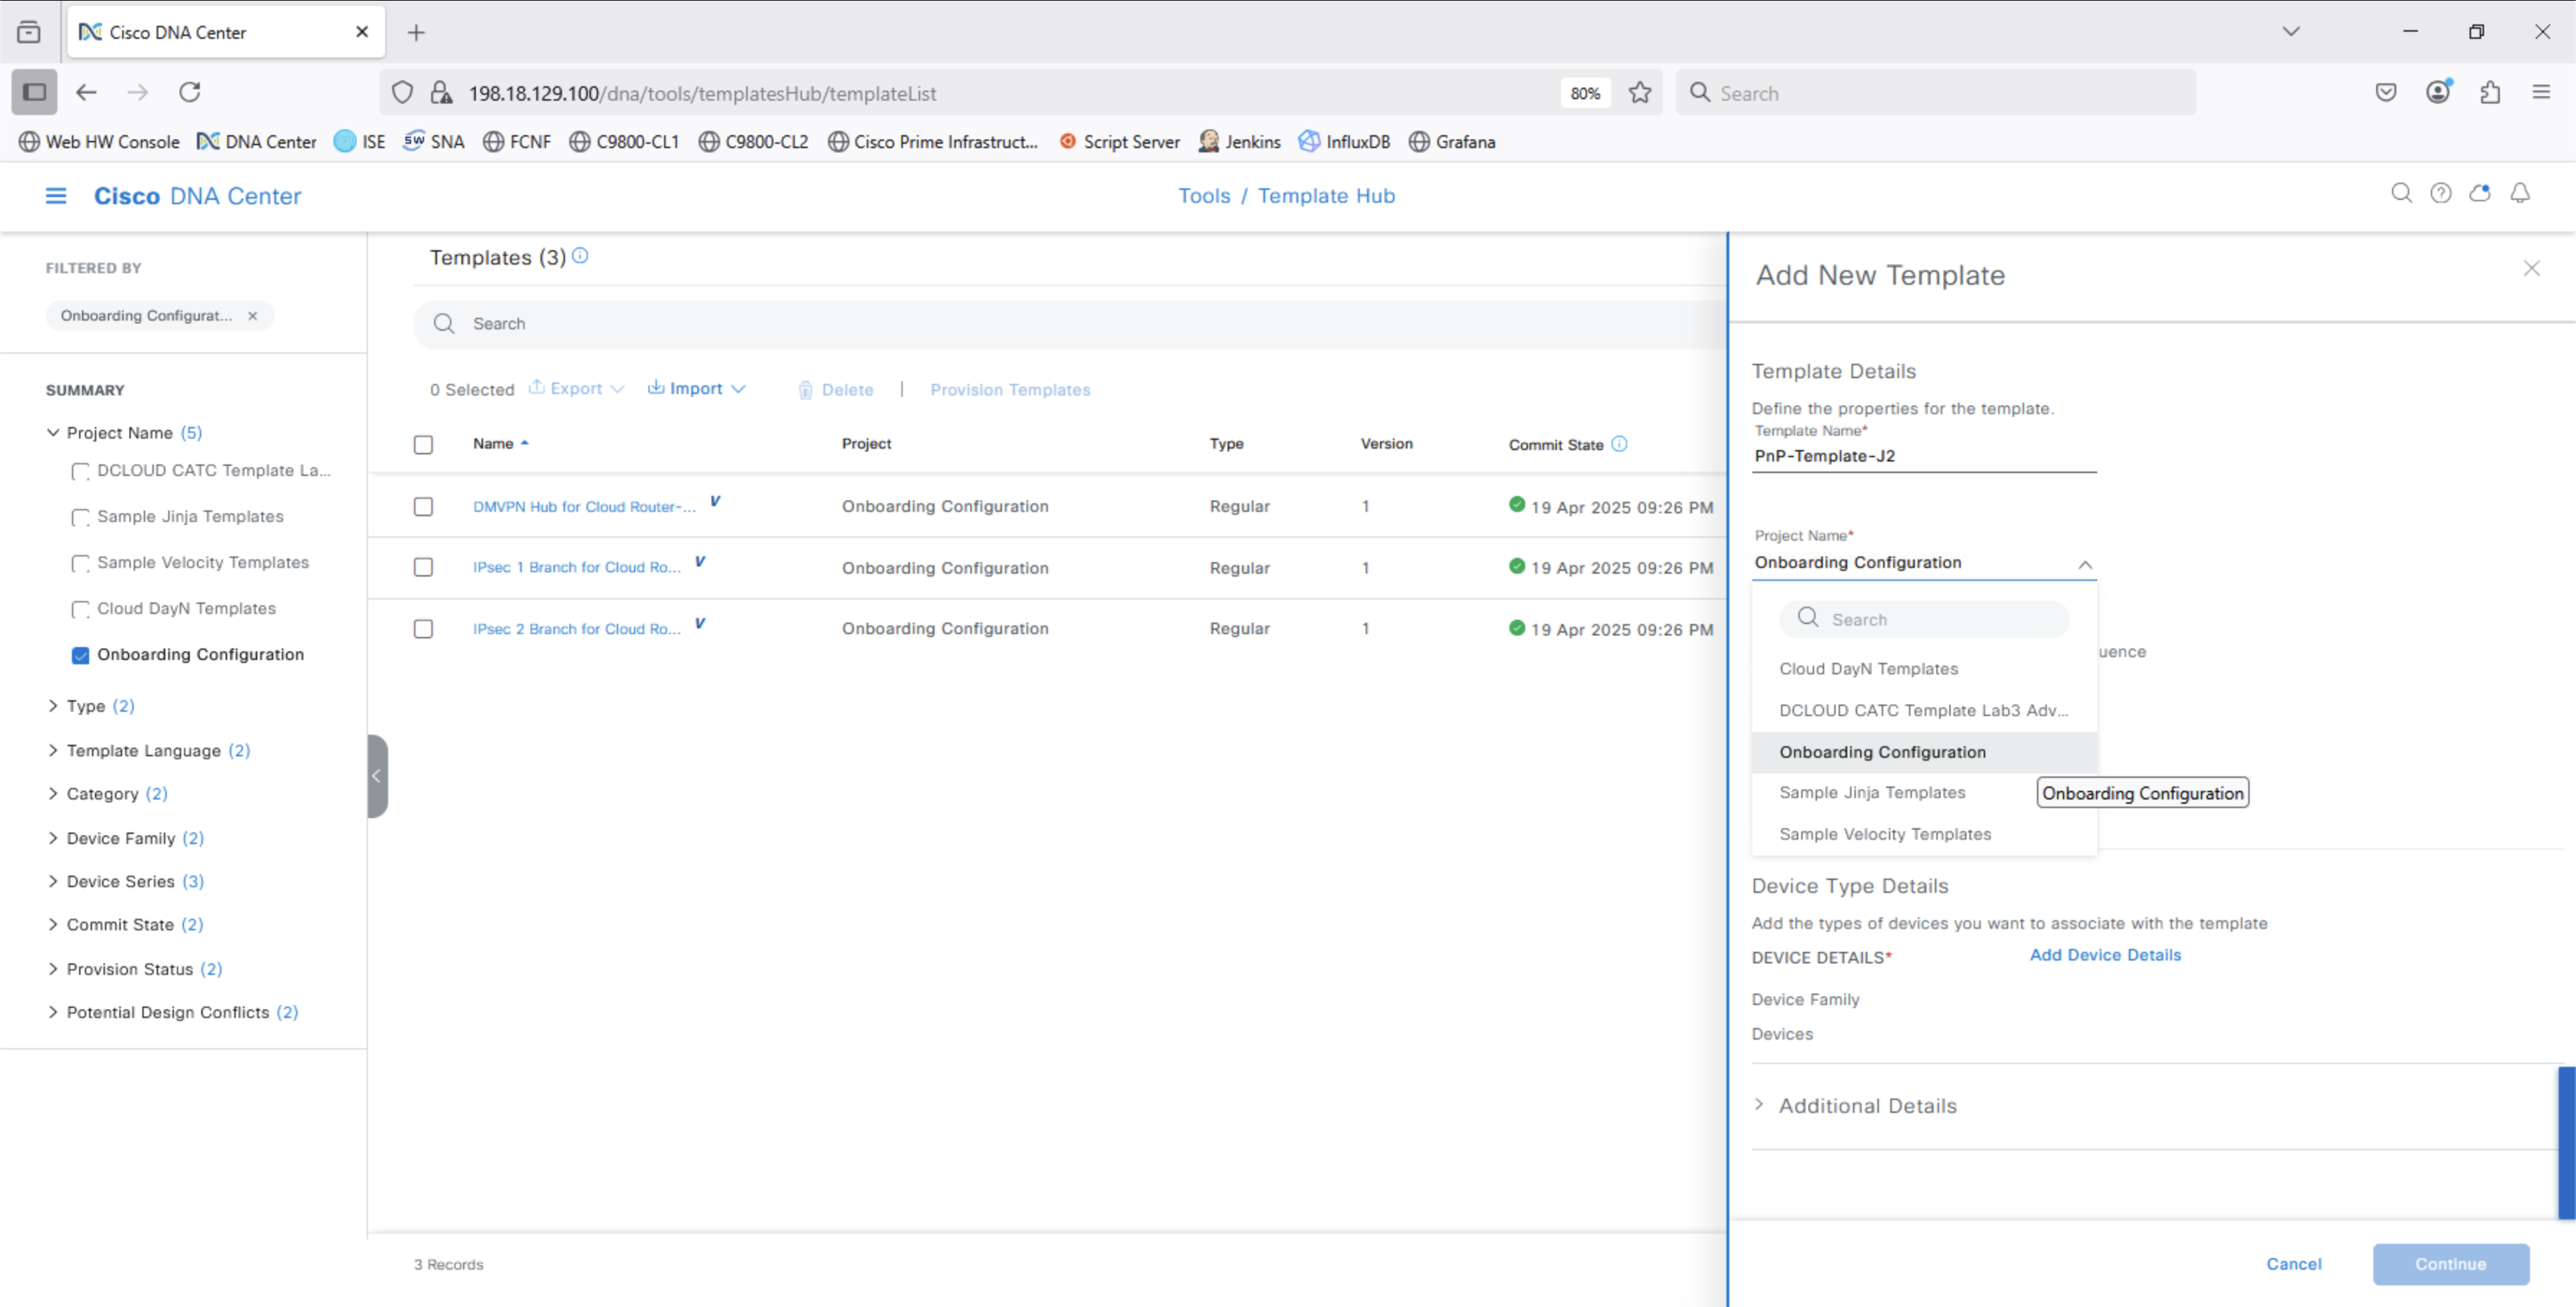 Cisco DNA Center
198.18.129.100/dna/tools/templatesHub/templateList
80%
Search
Web HW Console
DNA Center
ISE
SW SNA
FCNF
C9800-CL1
C9800-CL2
Cisco Prime Infrastruct...
Script Server
Jenkins
InfluxDB
Grafana
Cisco DNA Center
Tools / Template Hub
FILTERED BY
Onboarding Configurat...
SUMMARY
Project Name (5)
DCLOUD CATC Template La...
Sample Jinja Templates
Sample Velocity Templates
Cloud DayN Templates
Onboarding Configuration
Type (2)
Template Language (2)
Category (2)
Device Family (2)
Device Series (3)
Commit State (2)
Provision Status (2)
Potential Design Conflicts (2)
Templates (3)
Search
0 Selected Export Import Delete | Provision Templates
Name Project Type Version Commit State
DMVPN Hub for Cloud Router-... V Onboarding Configuration Regular 1 19 Apr 2025 09:26 PM
IPsec 1 Branch for Cloud Ro... V Onboarding Configuration Regular 1 19 Apr 2025 09:26 PM
IPsec 2 Branch for Cloud Ro... V Onboarding Configuration Regular 1 19 Apr 2025 09:26 PM
3 Records
Add New Template
Template Details
Define the properties for the template.
Template Name*
PnP-Template-J2
Project Name*
Onboarding Configuration
Search
uence
Cloud DayN Templates
DCLOUD CATC Template Lab3 Adv...
Onboarding Configuration
Sample Jinja Templates
Onboarding Configuration
Sample Velocity Templates
Device Type Details
Add the types of devices you want to associate with the template
DEVICE DETAILS* Add Device Details
Device Family
Devices
Additional Details
Cancel
Continue